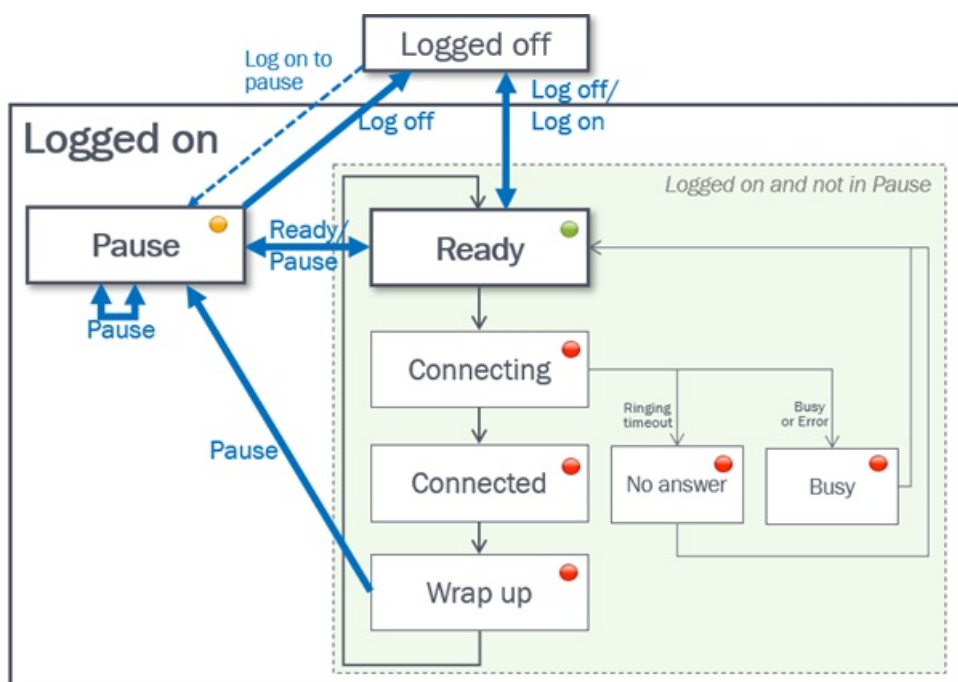 Logged off
Log on to
pause
Log off/
Log on
Log off
Logged on
Logged on and not in Pause
Pause
Ready/
Pause
Ready
Pause
Connecting
Ringing
timeout
Busy
or Error
Pause
Connected
No answer
Busy
Wrap up